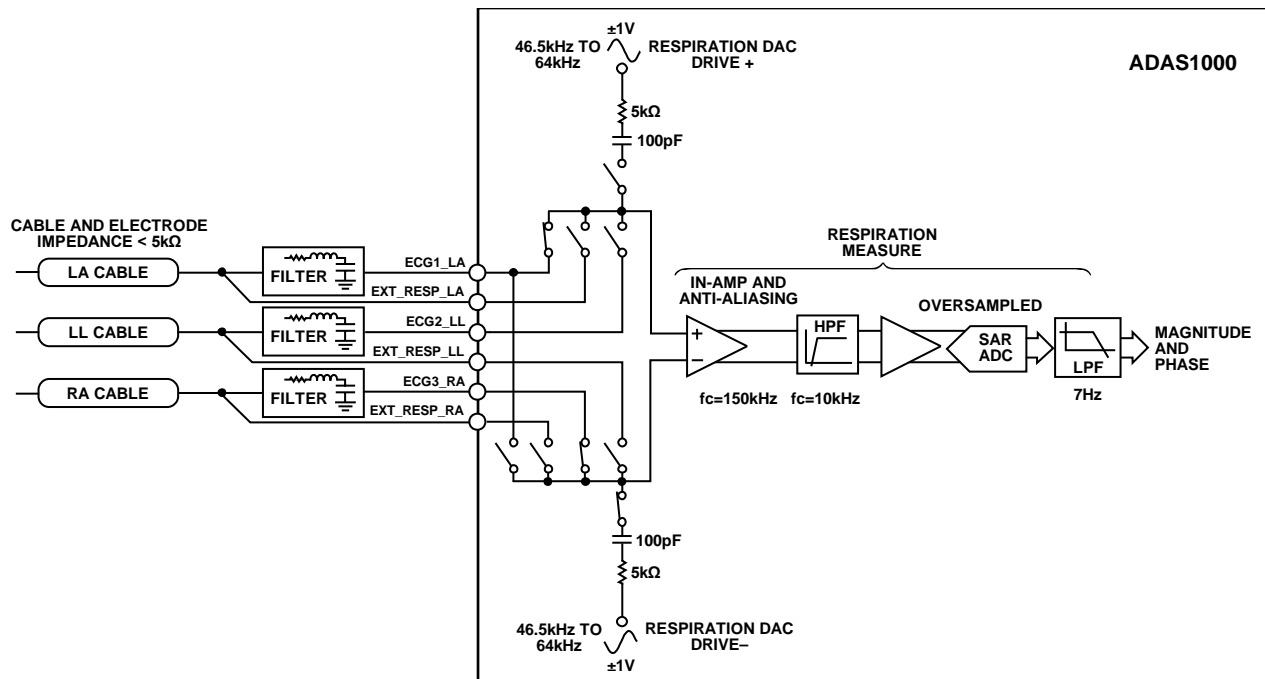 ±1V
46.5kHz TO
64kHz
RESPIRATION DAC
DRIVE +
ADAS1000
5kΩ
100pF
CABLE AND ELECTRODE
IMPEDANCE < 5kΩ
LA CABLE
FILTER
ECG1_LA
EXT_RESP_LA
LL CABLE
FILTER
ECG2_LL
EXT_RESP_LL
RA CABLE
FILTER
ECG3_RA
EXT_RESP_RA
RESPIRATION
MEASURE
IN-AMP AND
ANTI-ALIASING
+
−
HPF
OVERSAMPLED
SAR
ADC
LPF
MAGNITUDE
AND
PHASE
fc=150kHz
fc=10kHz
7Hz
100pF
5kΩ
46.5kHz TO
64kHz
RESPIRATION DAC
DRIVE–
±1V